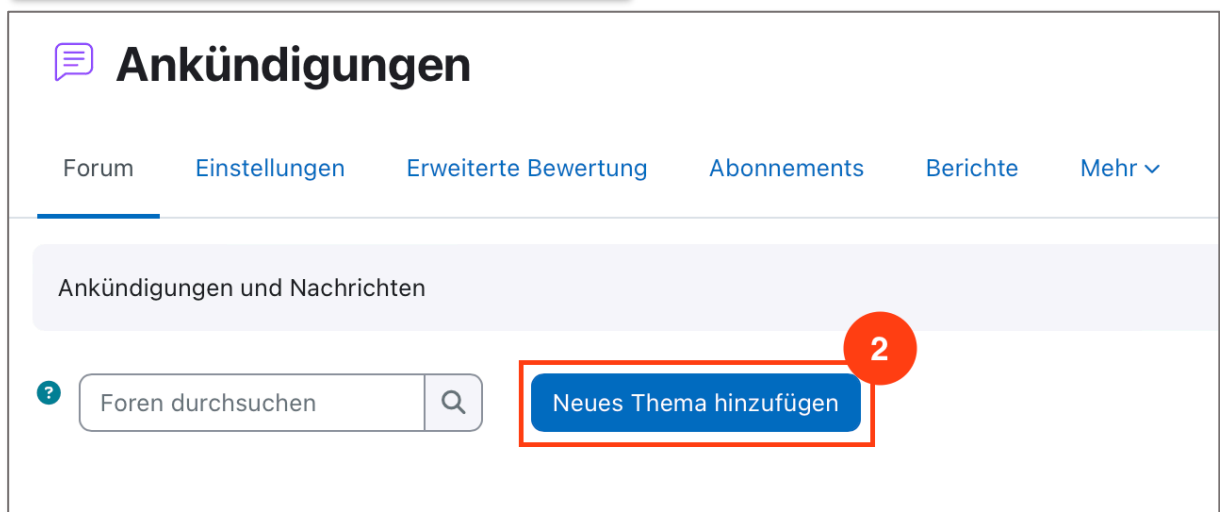 Ankündigungen
Forum Einstellungen Erweiterte Bewertung Abonnements Berichte Mehr
Ankündigungen und Nachrichten
2
? Foren durchsuchen Neues Thema hinzufügen